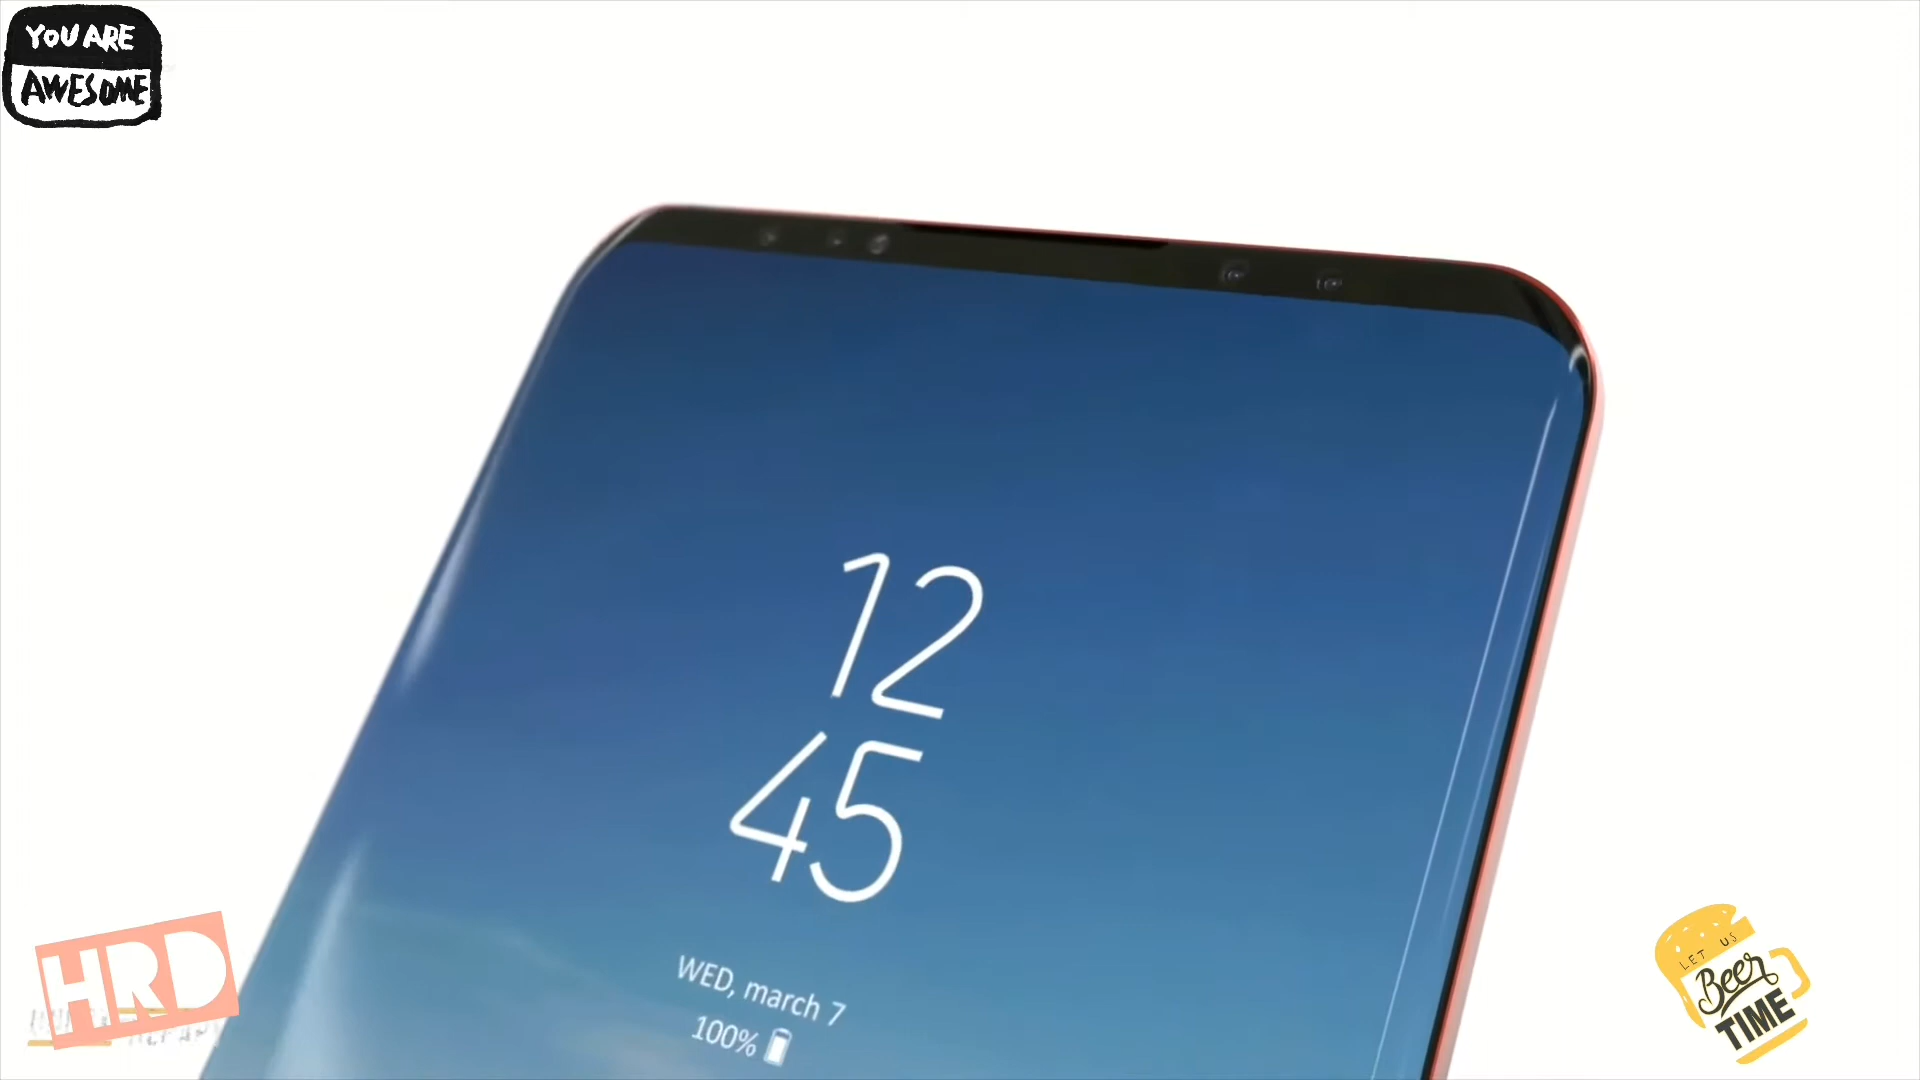 YOU ARE
AWESOME
12
45
WED, march 7
100%
HRD
LET US
Beer
TIME